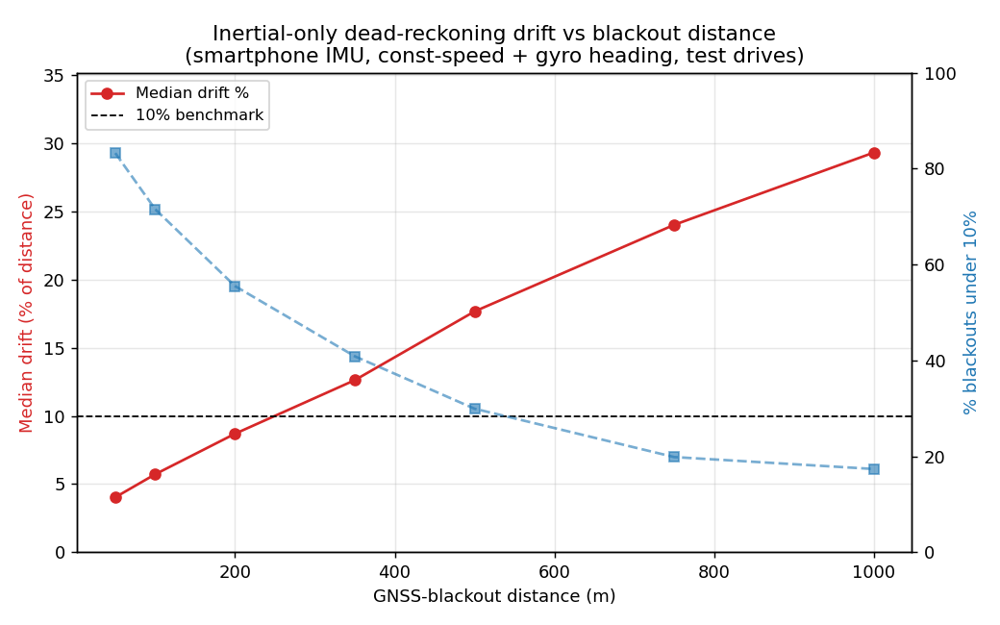 Inertial-only dead-reckoning drift vs blackout distance
(smartphone IMU, const-speed + gyro heading, test drives)
Median drift %
10% benchmark
Median drift (% of distance)
35
30
25
20
15
10
5
0
100
80
60
40
20
0
% blackouts under 10%
200
400
600
800
1000
GNSS-blackout distance (m)